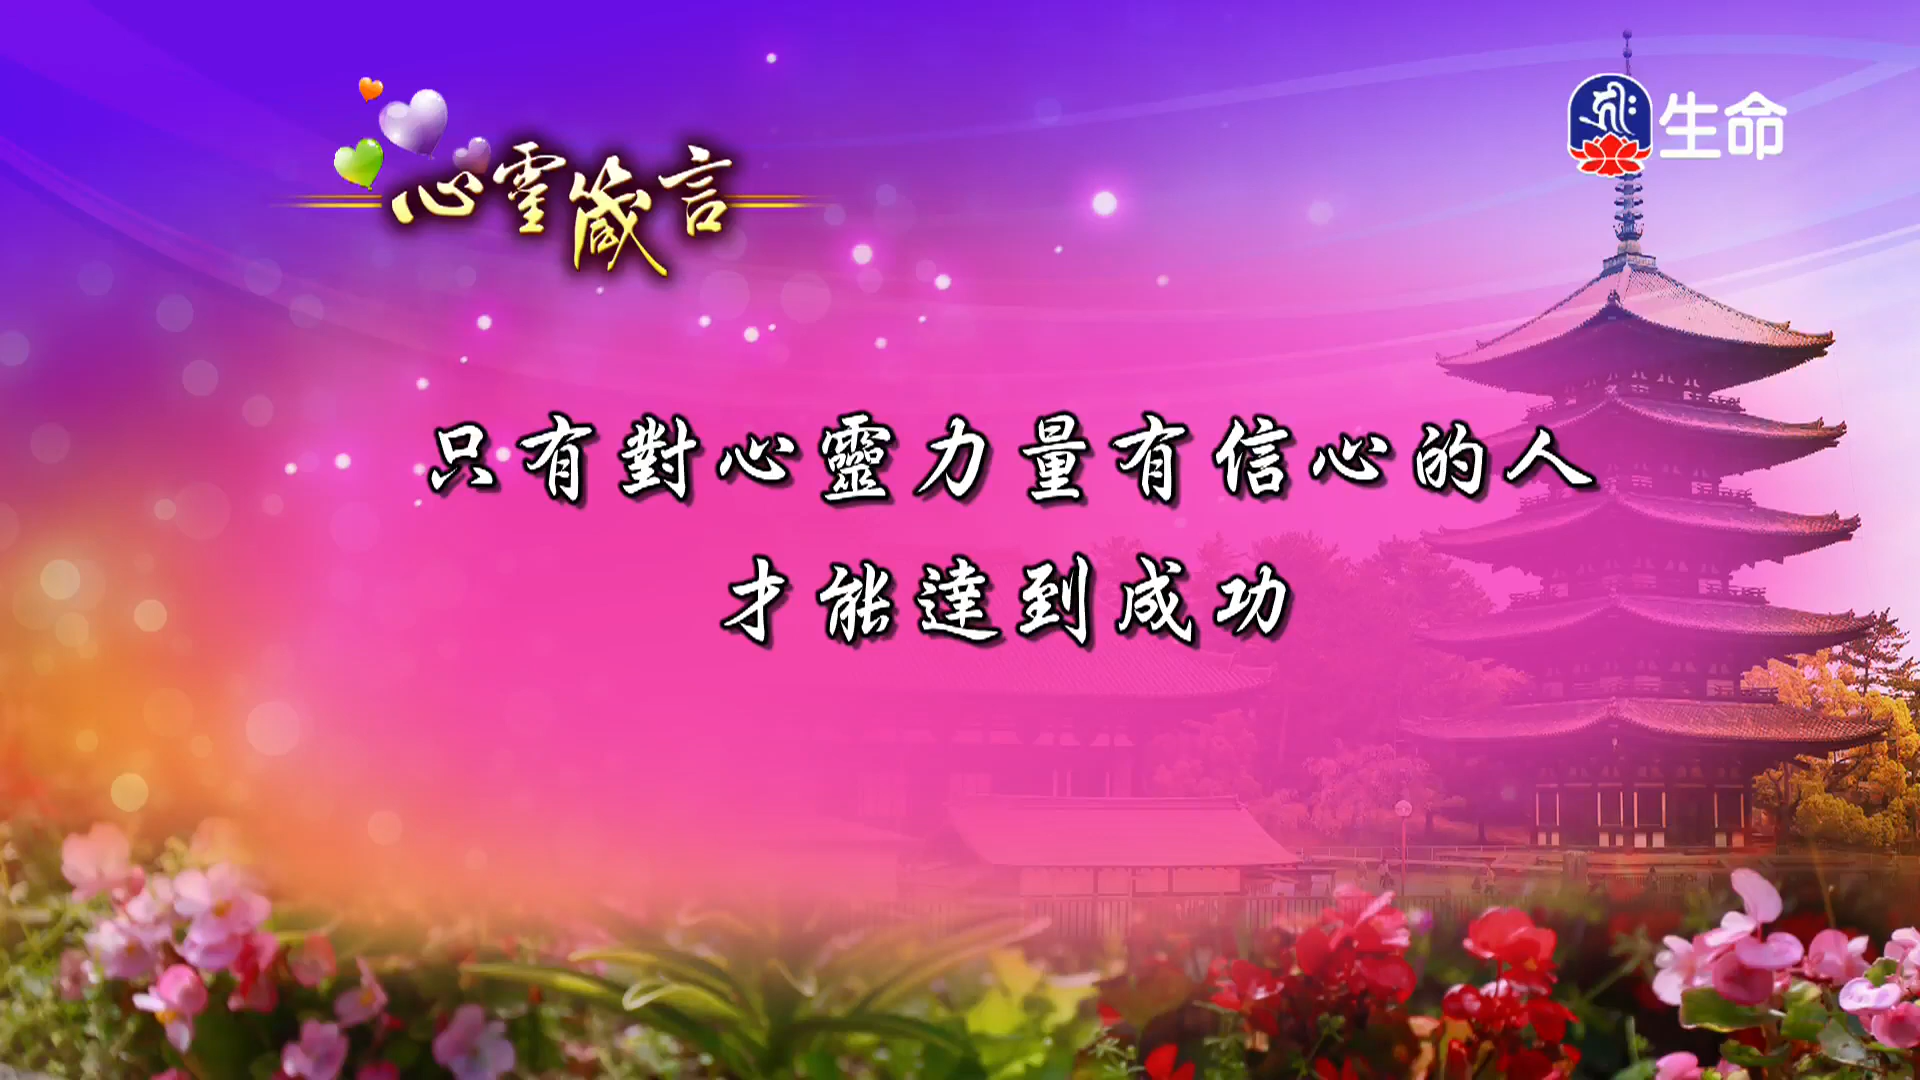 心靈箴言
生命
只有對心靈力量有信心的人
才能達到成功